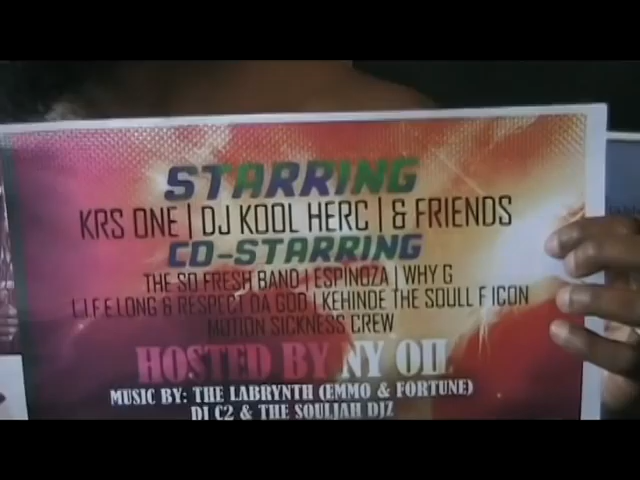 STARRING
KRS ONE | DJ KOOL HERC | & FRIENDS
CO-STARRING
THE SO FRESH BAND | ESPINOZA | WHY G
L.I.F.E.LONG & RESPECT DA GOD | KEHINDE THE SOULL F ICON
MOTION SICKNESS CREW
HOSTED BY NY OIL
MUSIC BY: THE LABRYNTH (EMMO & FORTUNE)
DJ C2 & THE SOULJAH DJZ